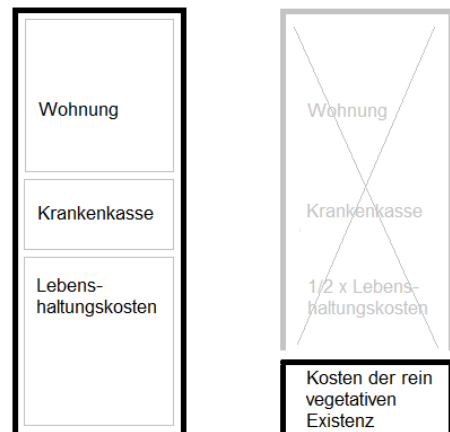 Wohnung
Krankenkasse
Lebens-
haltungskosten
Wohnung
Krankenkasse
1/2 x Lebens-
haltungskosten
Kosten der rein
vegetativen
Existenz